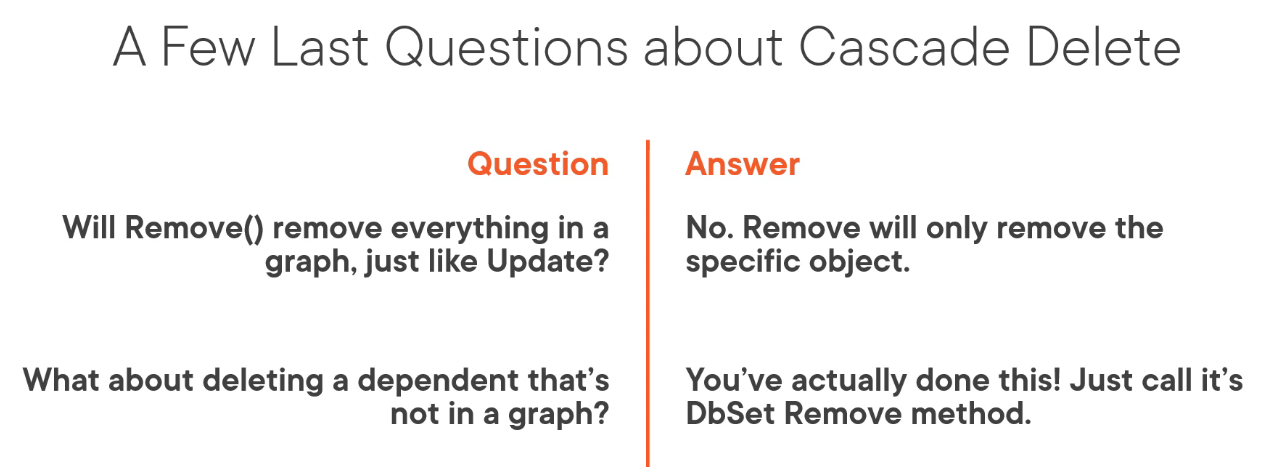 A Few Last Questions about Cascade Delete
Question
Answer
Will Remove() remove everything in a
graph, just like Update?
No. Remove will only remove the
specific object.
What about deleting a dependent that’s
not in a graph?
You’ve actually done this! Just call it’s
DbSet Remove method.